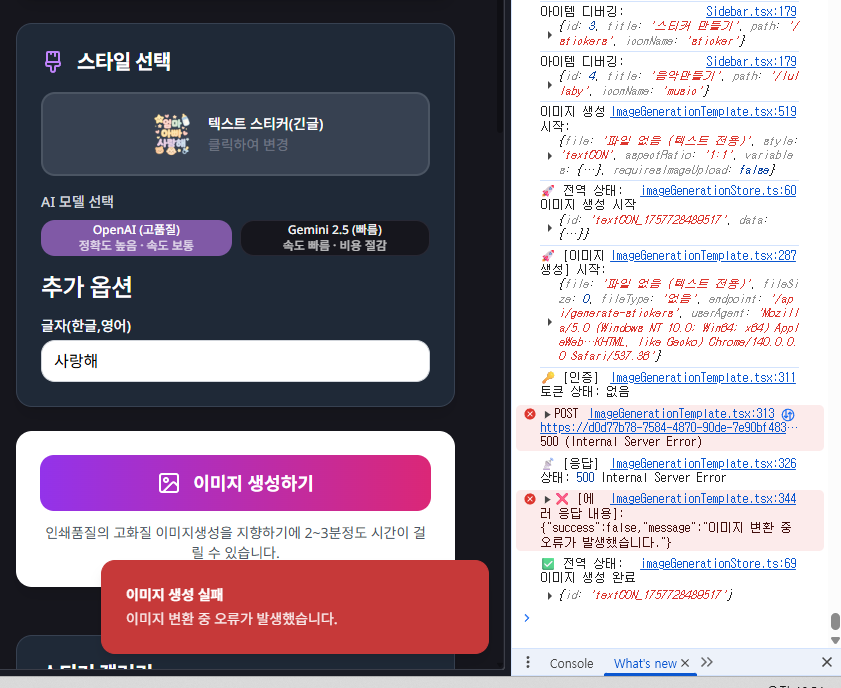 스타일 선택
엄마
아빠
사랑해
텍스트 스티커(긴글)
클릭하여 변경
AI 모델 선택
OpenAI (고품질)
정확도 높음 · 속도 보통
Gemini 2.5 (빠름)
속도 빠름 · 비용 절감
추가 옵션
글자(한글,영어)
사랑해
이미지 생성하기
인쇄품질의 고화질 이미지생성을 지향하기에 2~3분정도 시간이 걸
릴 수 있습니다.
이미지 생성 실패
이미지 변환 중 오류가 발생했습니다.
아이템 디버깅: Sidebar.tsx:179
{id: 3, title: '스티커 만들기', path: '/
stickers', iconName: 'sticker'}
아이템 디버깅: Sidebar.tsx:179
{id: 4, title: '음악만들기', path: '/lul
laby', iconName: 'music'}
이미지 생성 ImageGenerationTemplate.tsx:519
시작:
{file: '파일 없음 (텍스트 전용)', style:
'textCON', aspectRatio: '1:1', variable
s: {…}, requiresImageUpload: false}
🚀 전역 상태: imageGenerationStore.ts:60
이미지 생성 시작
{id: 'textCON_1757728489517', data:
{…}}
🚀 [이미지 ImageGenerationTemplate.tsx:287
생성] 시작:
{file: '파일 없음 (텍스트 전용)', fileSi
ze: 0, fileType: '없음', endpoint: '/ap
i/generate-stickers', userAgent: 'Mozill
a/5.0 (Windows NT 10.0; Win64; x64) Appl
eWeb…KHTML, like Gecko) Chrome/140.0.0.
0 Safari/537.36'}
🔑 [인증] ImageGenerationTemplate.tsx:311
토큰 상태: 없음
POST ImageGenerationTemplate.tsx:313
https://d0d77b78-7584-4870-90de-7e90bf483…
500 (Internal Server Error)
📡 [응답] ImageGenerationTemplate.tsx:326
상태: 500 Internal Server Error
❌ [에 ImageGenerationTemplate.tsx:344
러 응답 내용]:
{"success":false,"message":"이미지 변환 중
오류가 발생했습니다."}
✅ 전역 상태: imageGenerationStore.ts:69
이미지 생성 완료
{id: 'textCON_1757728489517'}
Console
What's new